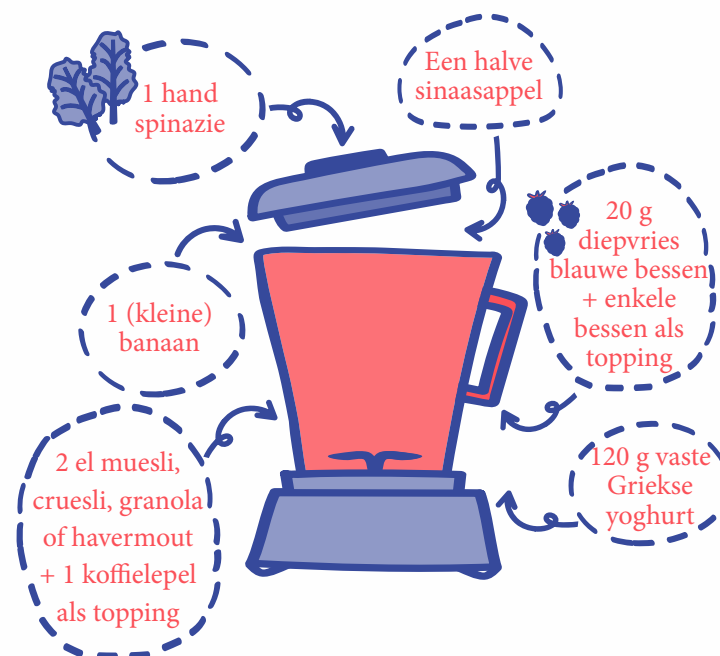 1 hand
spinazie
Een halve
sinaasappel
20 g
diepvries
blauwe bessen
+ enkele
bessen als
topping
1 (kleine)
banaan
2 el muesli,
cruesli, granola
of havermout
+ 1 koffielepel
als topping
120 g vaste
Griekse
yoghurt